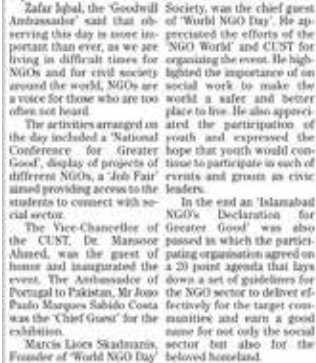 Zafar Iqbal, the 'Goodwill
Ambassador' said that ob-
serving this day is more im-
portant than ever, as we are
living in difficult times for
NGOs and for civil society
around the world, NGOs are
a voice for those who are too
often not heard.
The activities arranged on
the day included a 'National
Conference for Greater
Good', display of projects of
different NGOs, a 'Job Fair'
aimed providing access to the
students to connect with so-
cial sector.
The Vice-Chancellor of
the CUST, Dr. Mansoor
Ahmed, was the guest of
honor and inaugurated the
event. The Ambassador of
Portugal to Pakistan, Mr Joao
Paulo Marques Sabido Costa
was the 'Chief Guest' for the
exhibition.
Marcis Liors Skadmanis,
Founder of 'World NGO Day'
Society, was the chief guest
of 'World NGO Day'. He ap-
preciated the efforts of the
'NGO World' and CUST for
organizing the event. He high-
lighted the importance of on
social work to make the
world a safer and better
place to live. He also appreci-
ated the participation of
youth and expressed the
hope that youth would con-
tinue to participate in such of
events and groom as civic
leaders.
In the end an 'Islamabad
NGO's Declaration for
Greater Good' was also
passed in which the partici-
pating organisation agreed on
a 20 point agenda that lays
down a set of guidelines for
the NGO sector to deliver ef-
fectively for the target com-
munities and earn a good
name for not only the social
sector but also for the
beloved homeland.